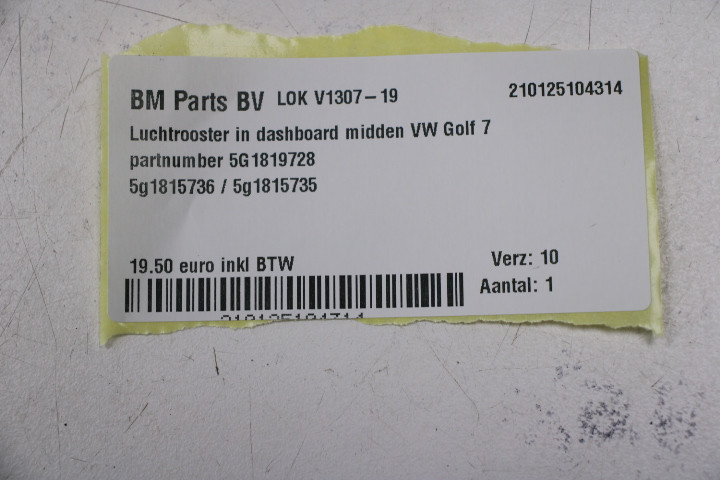 BM Parts BV LOK V1307-19 210125104314
Luchtrooster in dashboard midden VW Golf 7
partnumber 5G1819728
5g1815736 / 5g1815735
19.50 euro inkl BTW Verz: 10
Aantal: 1